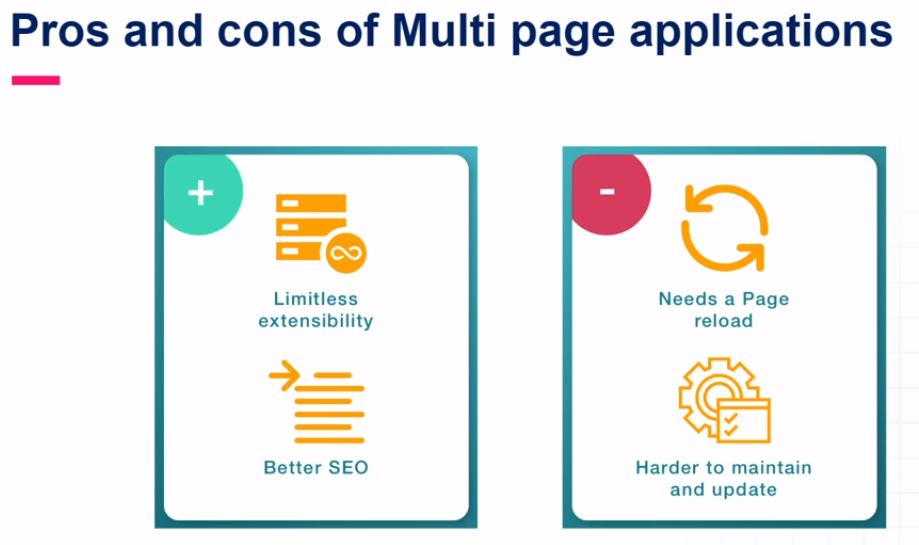 Pros and cons of Multi page applications
+
Limitless
extensibility
Better SEO
-
Needs a Page
reload
Harder to maintain
and update